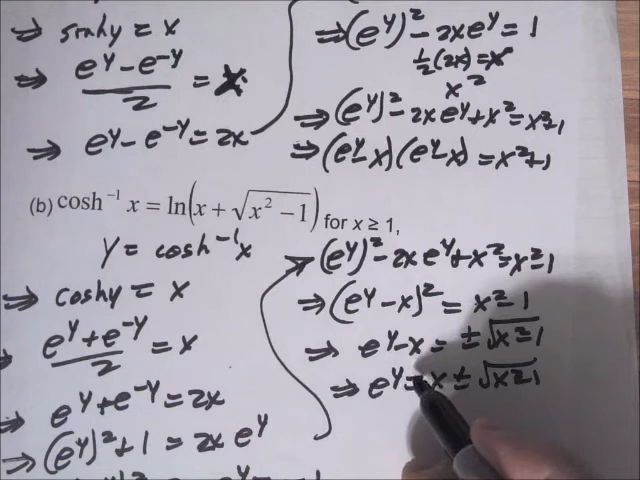 ⇒ sinhy = x
⇒ (e^y - e^-y)/2 = x
⇒ e^y - e^-y = 2x
⇒ (e^y)² - 2xe^y = 1
½(2x) = x
x²
⇒ (e^y)² - 2xe^y + x² = x² + 1
⇒ (e^y - x)(e^y - x) = x² + 1
(b) cosh⁻¹ x = ln(x + √(x² - 1)) for x ≥ 1,
y = cosh⁻¹x
⇒ coshy = x
⇒ (e^y + e^-y)/2 = x
⇒ e^y + e^-y = 2x
⇒ (e^y)² + 1 = 2x e^y
(e^y)² - 2xe^y + x² = x² - 1
⇒ (e^y - x)² = x² - 1
⇒ e^y - x = ± √(x² - 1)
⇒ e^y = x ± √(x² - 1)